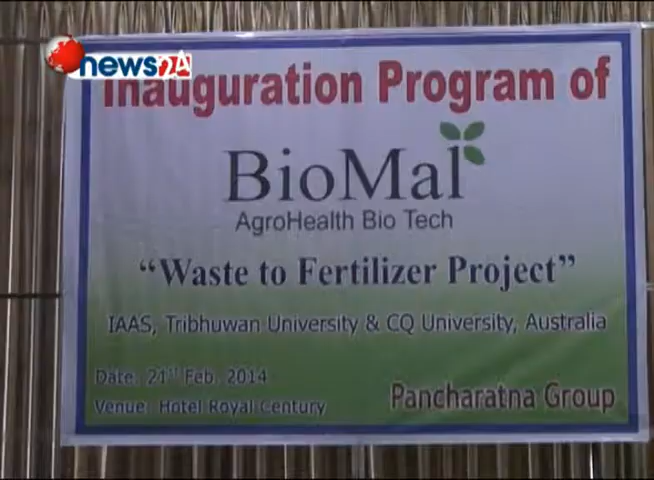 news24
Inauguration Program of
BioMal
AgroHealth Bio Tech
“Waste to Fertilizer Project”
IAAS, Tribhuwan University & CQ University, Australia
Date: 21st Feb. 2014
Venue: Hotel Royal Century
Pancharatna Group